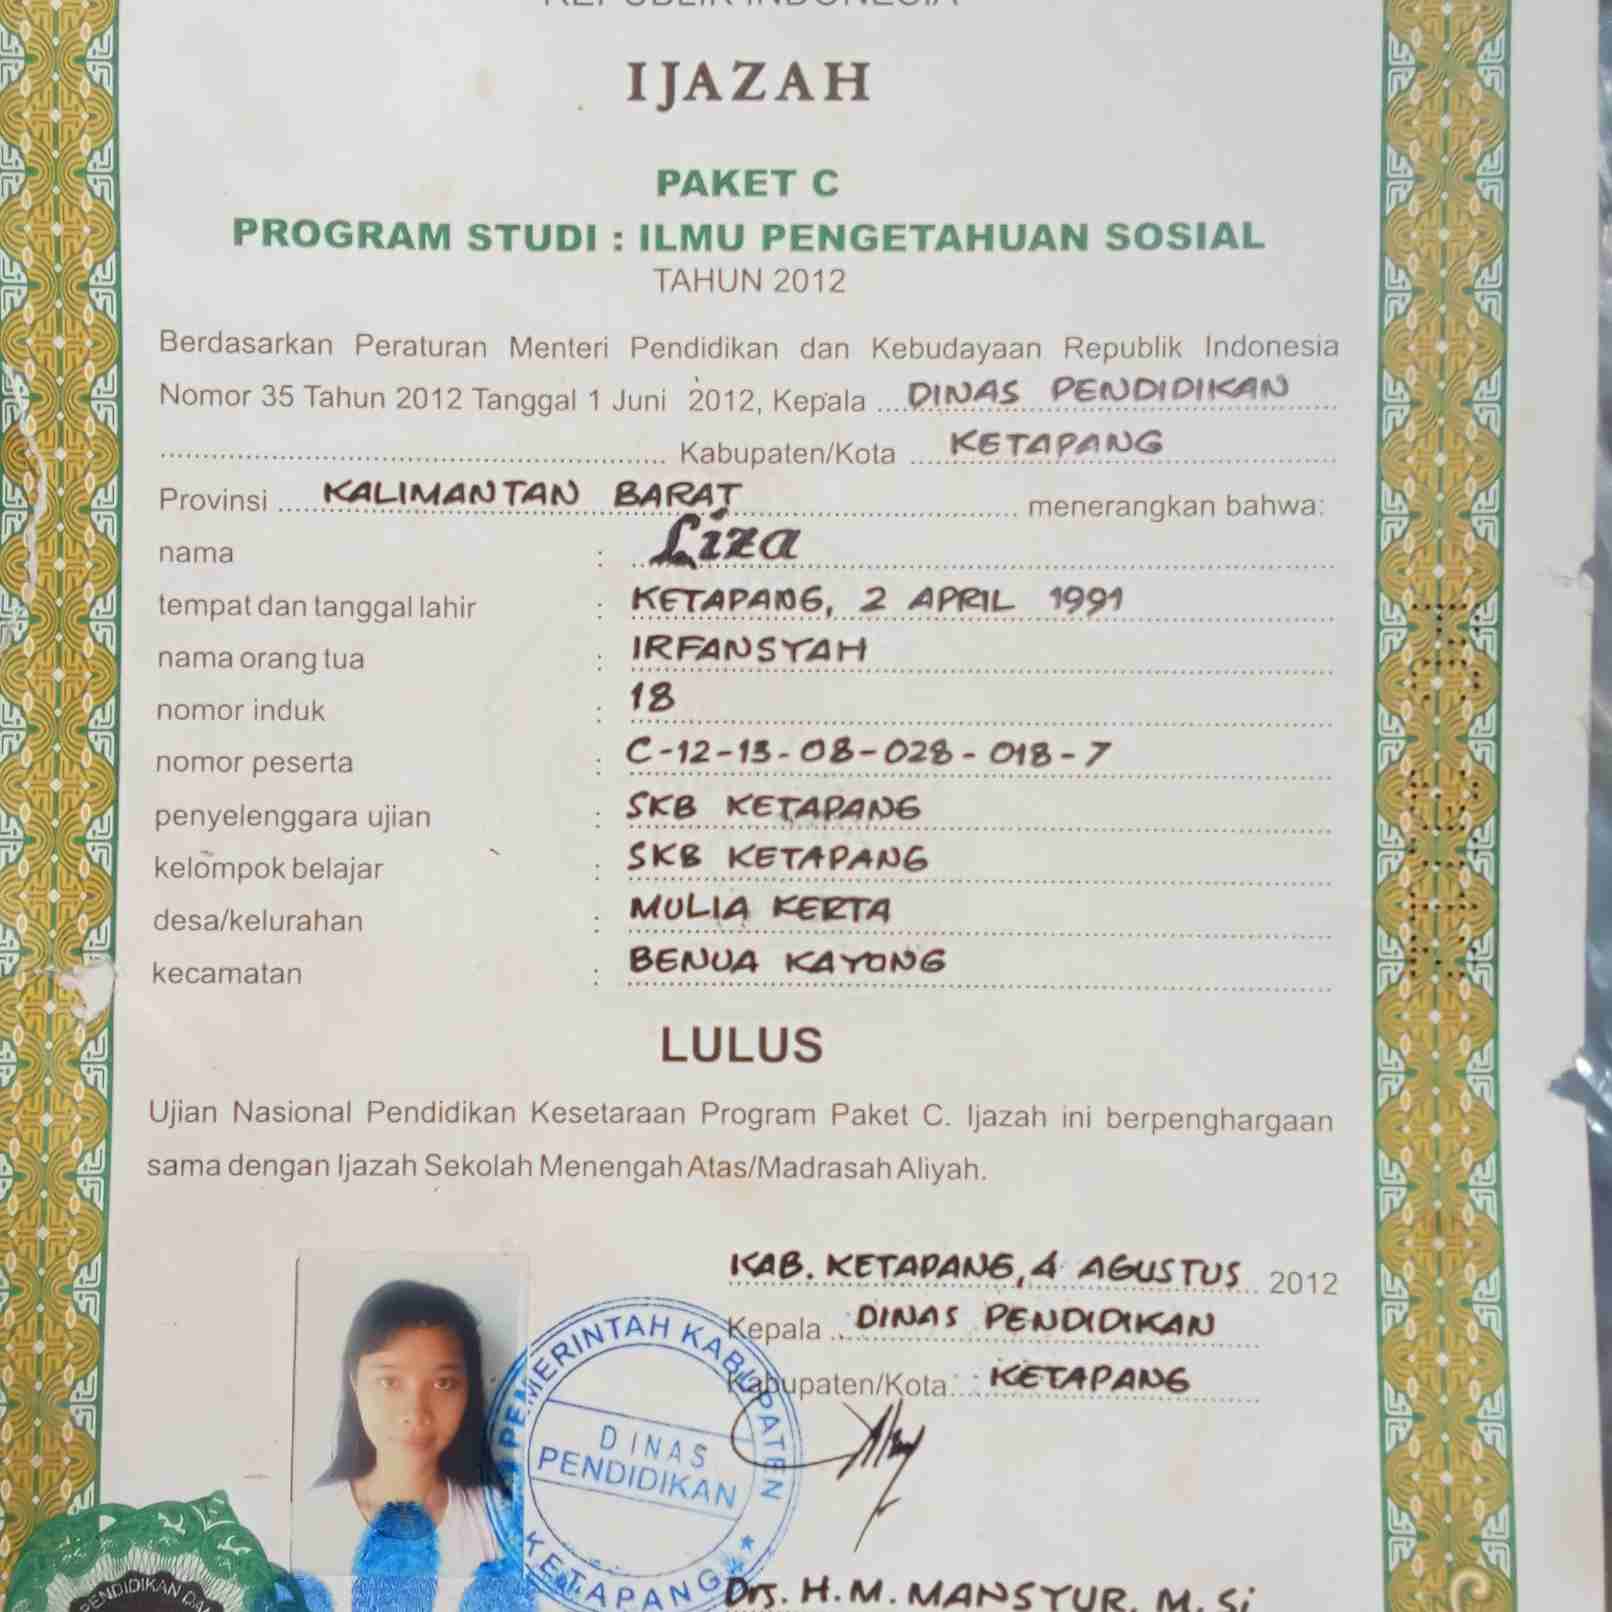 REPUBLIK INDONESIA
IJAZAH
PAKET C
PROGRAM STUDI : ILMU PENGETAHUAN SOSIAL
TAHUN 2012
Berdasarkan Peraturan Menteri Pendidikan dan Kebudayaan Republik Indonesia
Nomor 35 Tahun 2012 Tanggal 1 Juni 2012, Kepala DINAS PENDIDIKAN
Kabupaten/Kota KETAPANG
Provinsi KALIMANTAN BARAT menerangkan bahwa:
nama : Liza
tempat dan tanggal lahir : KETAPANG, 2 APRIL 1991
nama orang tua : IRFANSYAH
nomor induk : 18
nomor peserta : C-12-13-08-028-018-7
penyelenggara ujian : SKB KETAPANG
kelompok belajar : SKB KETAPANG
desa/kelurahan : MULIA KERTA
kecamatan : BENUA KAYONG
LULUS
Ujian Nasional Pendidikan Kesetaraan Program Paket C. Ijazah ini berpenghargaan
sama dengan Ijazah Sekolah Menengah Atas/Madrasah Aliyah.
KAB. KETAPANG, 4 AGUSTUS 2012
Kepala DINAS PENDIDIKAN
Kabupaten/Kota KETAPANG
PEMERINTAH KABUPATEN
DINAS
PENDIDIKAN
KETAPANG
Drs. H. M. MANSYUR, M. Si
PENDIDIKAN DAN